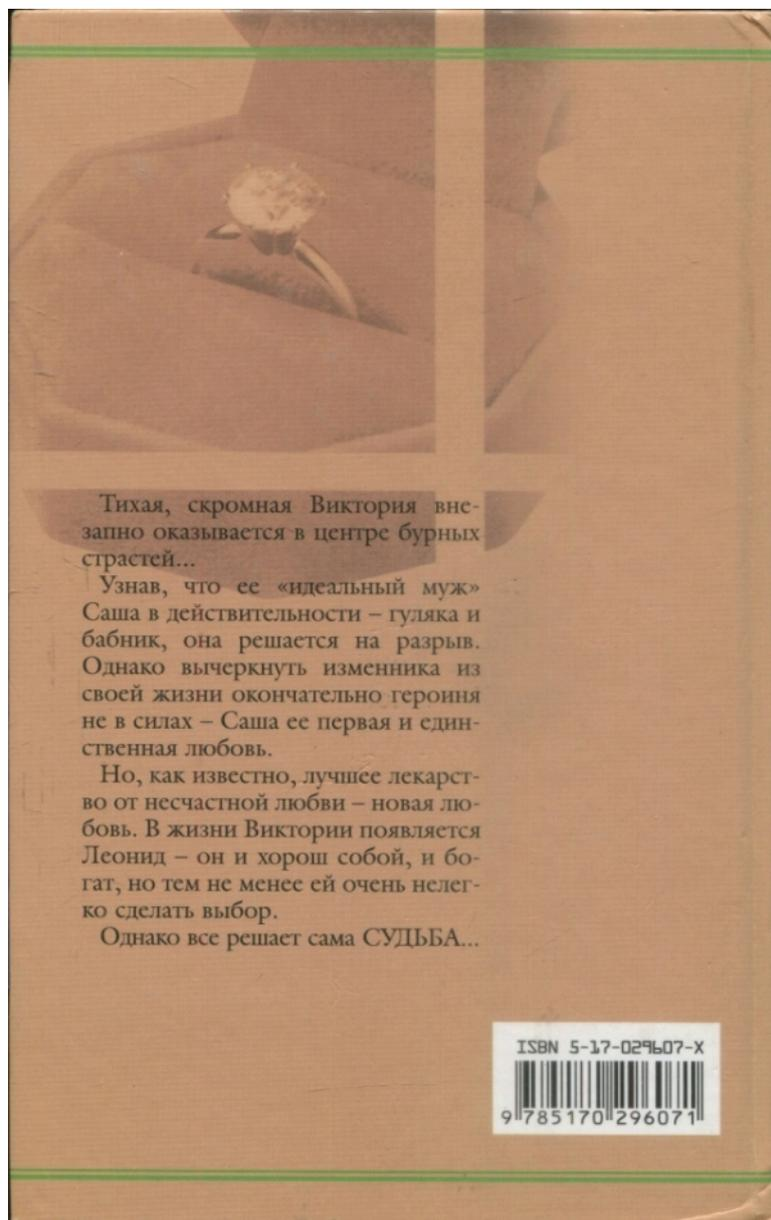 Тихая, скромная Виктория вне-
запно оказывается в центре бурных
страстей...
Узнав, что ее «идеальный муж»
Саша в действительности – гуляка и
бабник, она решается на разрыв.
Однако вычеркнуть изменника из
своей жизни окончательно героиня
не в силах – Саша ее первая и един-
ственная любовь.
Но, как известно, лучшее лекарст-
во от несчастной любви – новая лю-
бовь. В жизни Виктории появляется
Леонид – он и хорош собой, и бо-
гат, но тем не менее ей очень нелег-
ко сделать выбор.
Однако все решает сама СУДЬБА...
ISBN 5-17-029607-X
9 785170 296071